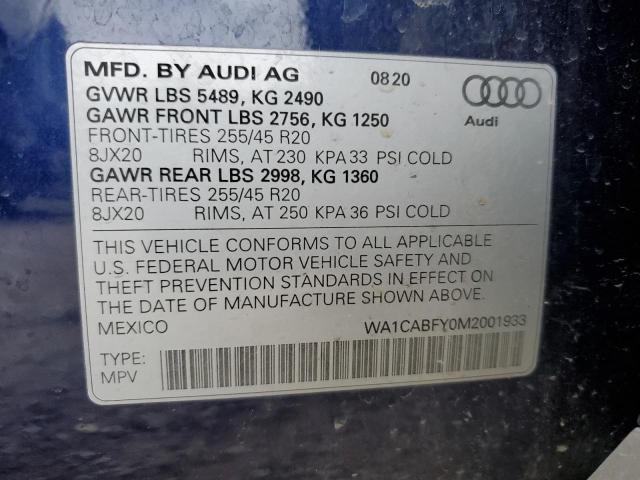 MFD. BY AUDI AG 08 20
GVWR LBS 5489, KG 2490
GAWR FRONT LBS 2756, KG 1250
Audi
FRONT-TIRES 255/45 R20
8JX20 RIMS, AT 230 KPA 33 PSI COLD
GAWR REAR LBS 2998, KG 1360
REAR-TIRES 255/45 R20
8JX20 RIMS, AT 250 KPA 36 PSI COLD
THIS VEHICLE CONFORMS TO ALL APPLICABLE
U.S. FEDERAL MOTOR VEHICLE SAFETY AND
THEFT PREVENTION STANDARDS IN EFFECT ON
THE DATE OF MANUFACTURE SHOWN ABOVE.
MEXICO WA1CABFY0M2001933
TYPE:
MPV